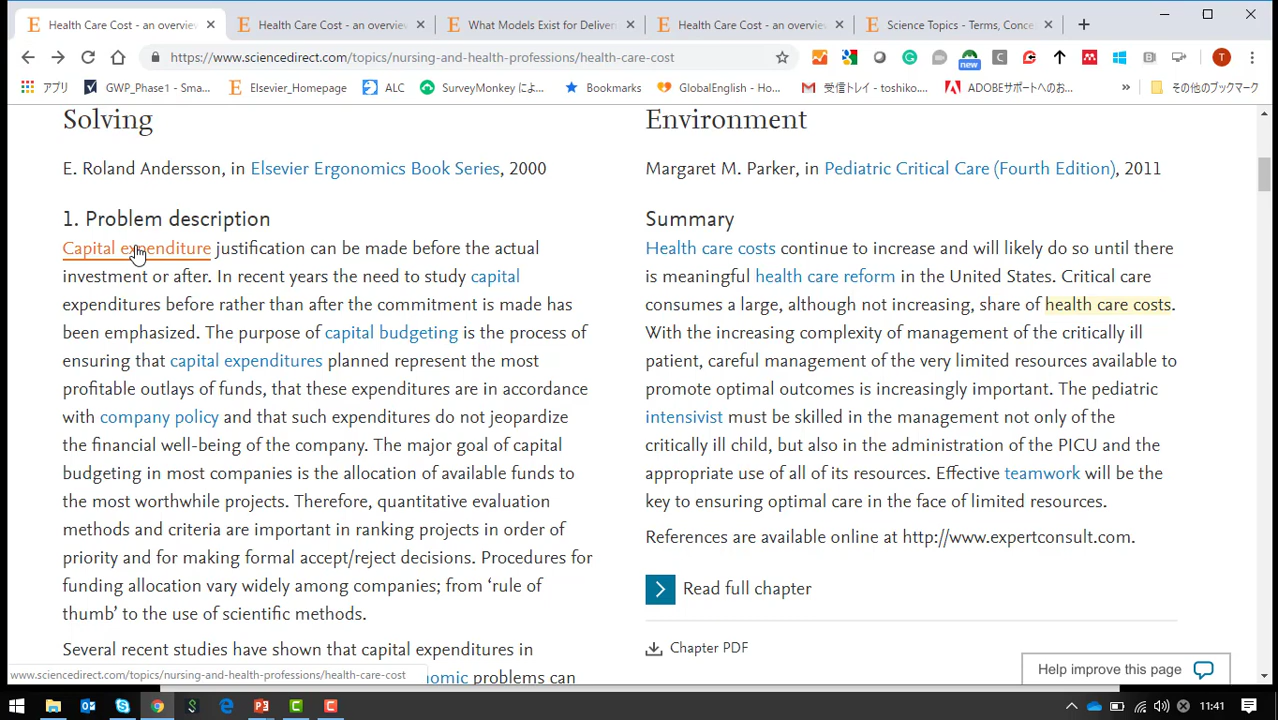 Health Care Cost - an overview
Health Care Cost - an overview
What Models Exist for Deliver
Health Care Cost - an overview
Science Topics - Terms, Conce
https://www.sciencedirect.com/topics/nursing-and-health-professions/health-care-cost
new
T
アプリ
GWP_Phase1 - Sma...
Elsevier_Homepage
ALC
SurveyMonkey によ...
Bookmarks
GlobalEnglish - Ho...
受信トレイ - toshiko....
ADOBEサポートへのお...
»
その他のブックマーク
Solving
E. Roland Andersson, in Elsevier Ergonomics Book Series, 2000
1. Problem description
Capital expenditure justification can be made before the actual
investment or after. In recent years the need to study capital
expenditures before rather than after the commitment is made has
been emphasized. The purpose of capital budgeting is the process of
ensuring that capital expenditures planned represent the most
profitable outlays of funds, that these expenditures are in accordance
with company policy and that such expenditures do not jeopardize
the financial well-being of the company. The major goal of capital
budgeting in most companies is the allocation of available funds to
the most worthwhile projects. Therefore, quantitative evaluation
methods and criteria are important in ranking projects in order of
priority and for making formal accept/reject decisions. Procedures for
funding allocation vary widely among companies; from ‘rule of
thumb’ to the use of scientific methods.
Several recent studies have shown that capital expenditures in
nomic problems can
www.sciencedirect.com/topics/nursing-and-health-professions/health-care-cost
Environment
Margaret M. Parker, in Pediatric Critical Care (Fourth Edition), 2011
Summary
Health care costs continue to increase and will likely do so until there
is meaningful health care reform in the United States. Critical care
consumes a large, although not increasing, share of health care costs.
With the increasing complexity of management of the critically ill
patient, careful management of the very limited resources available to
promote optimal outcomes is increasingly important. The pediatric
intensivist must be skilled in the management not only of the
critically ill child, but also in the administration of the PICU and the
appropriate use of all of its resources. Effective teamwork will be the
key to ensuring optimal care in the face of limited resources.
References are available online at http://www.expertconsult.com.
Read full chapter
Chapter PDF
Help improve this page
11:41